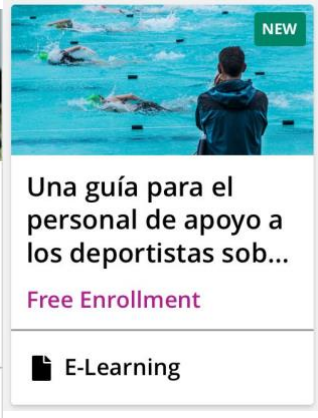 NEW
Una guía para el
personal de apoyo a
los deportistas sob...
Free Enrollment
E-Learning